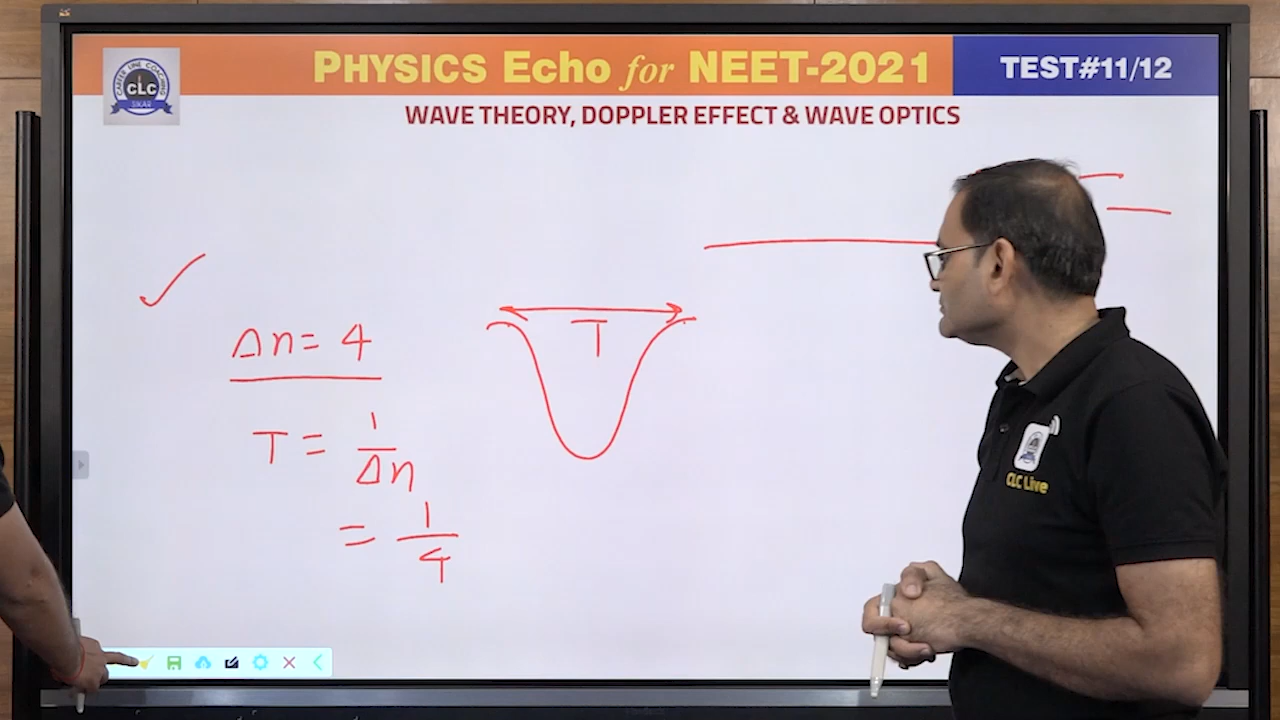 CAREER LINE COACHING
CLC
SIKAR
PHYSICS Echo for NEET-2021
TEST#11/12
WAVE THEORY, DOPPLER EFFECT & WAVE OPTICS
Δn = 4
T = 1/Δn
= 1/4
T
CLC Live